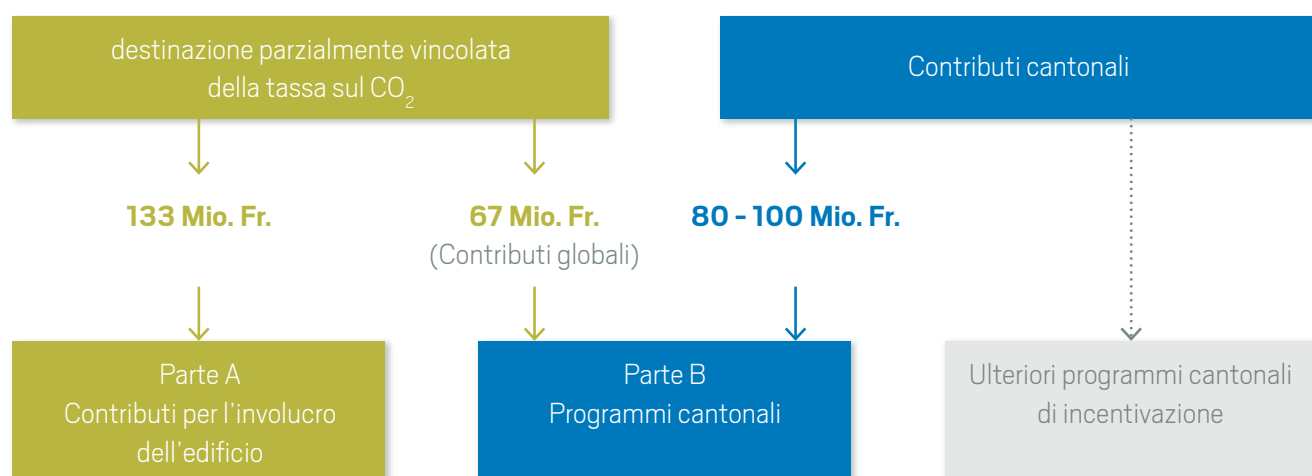 destinazione parzialmente vincolata
della tassa sul CO₂
Contributi cantonali
133 Mio. Fr.
67 Mio. Fr.
(Contributi globali)
80 - 100 Mio. Fr.
Parte A
Contributi per l'involucro
dell'edificio
Parte B
Programmi cantonali
Ulteriori programmi cantonali
di incentivazione